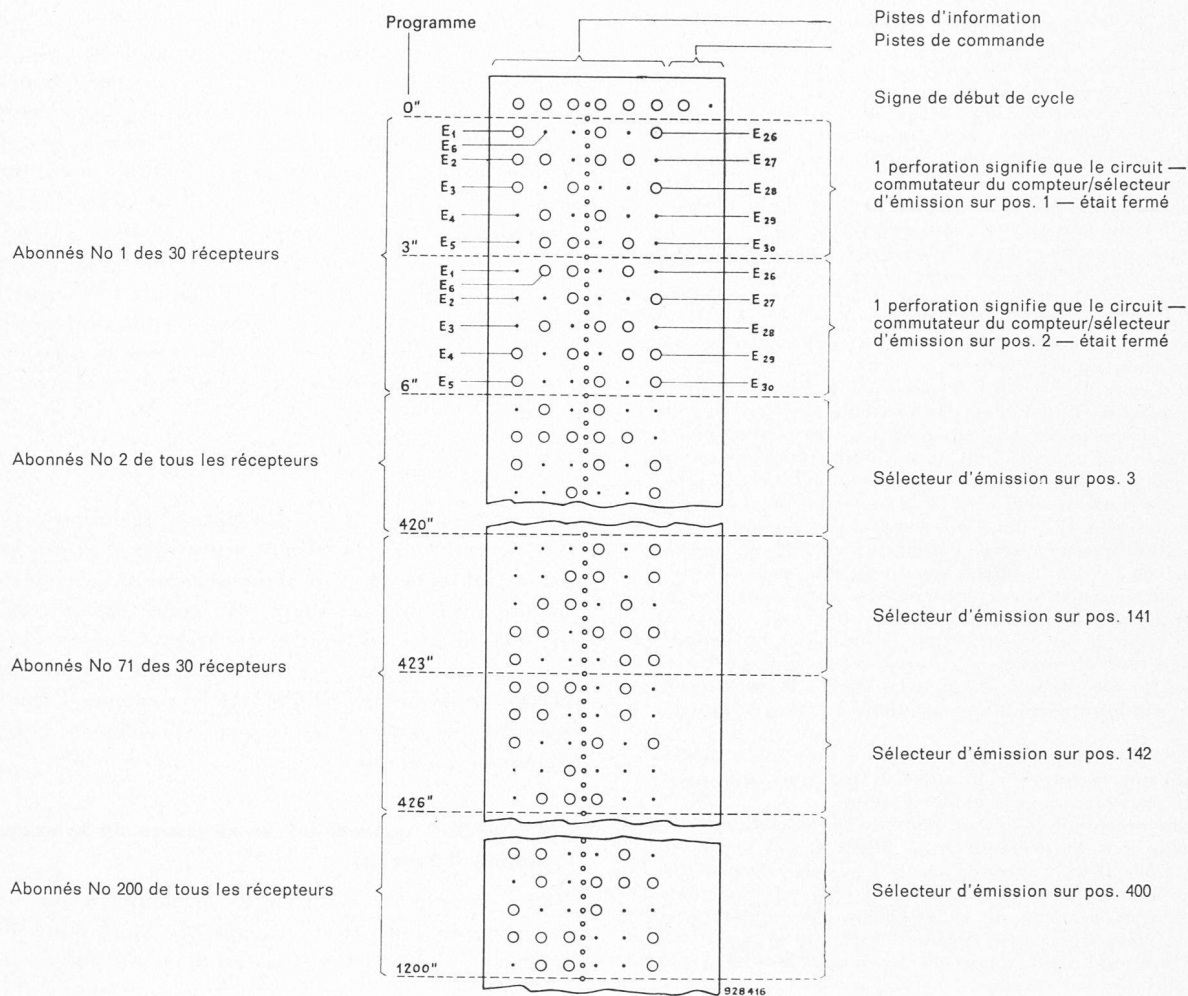 Programme
Pistes d'information
Pistes de commande
0"
Signe de début de cycle
E1
E6
E2
E3
E4
E5
E26
E27
E28
E29
E30
1 perforation signifie que le circuit —
commutateur du compteur/sélecteur
d'émission sur pos. 1 — était fermé
Abonnés No 1 des 30 récepteurs
3"
E1
E6
E2
E3
E4
E5
E26
E27
E28
E29
E30
1 perforation signifie que le circuit —
commutateur du compteur/sélecteur
d'émission sur pos. 2 — était fermé
6"
Abonnés No 2 de tous les récepteurs
Sélecteur d'émission sur pos. 3
420"
Sélecteur d'émission sur pos. 141
Abonnés No 71 des 30 récepteurs
423"
Sélecteur d'émission sur pos. 142
426"
Abonnés No 200 de tous les récepteurs
Sélecteur d'émission sur pos. 400
1200"
928416